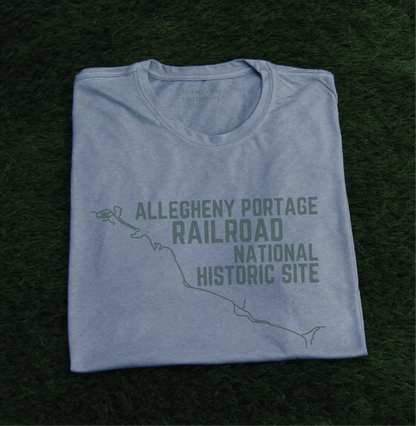 ALLEGHENY PORTAGE
RAILROAD
NATIONAL
HISTORIC SITE